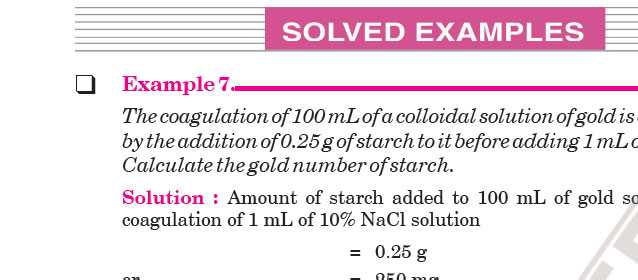 SOLVED EXAMPLES
❑ Example 7.
The coagulation of 100 mL of a colloidal solution of gold is
by the addition of 0.25 g of starch to it before adding 1 mL
Calculate the gold number of starch.
Solution : Amount of starch added to 100 mL of gold
coagulation of 1 mL of 10% NaCl solution
= 0.25 g
or = 250 mg